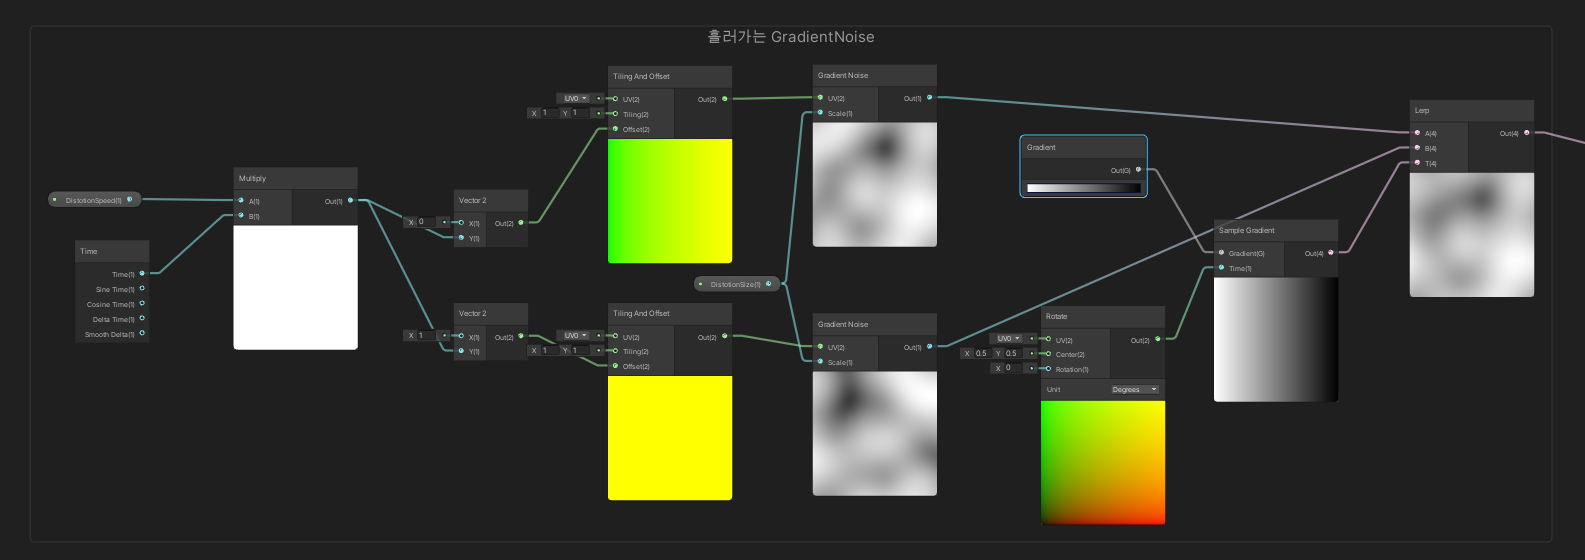 흘러가는 GradientNoise
DistotionSpeed(1)
Time
Time(1)
Sine Time(1)
Cosine Time(1)
Delta Time(1)
Smooth Delta(1)
Multiply
A(1) Out(1)
B(1)
Vector 2
X 0 X(1) Out(2)
Y(1)
Vector 2
X 1 X(1) Out(2)
Y(1)
Tiling And Offset
UV0 UV(2) Out(2)
X 1 Y 1 Tiling(2)
Offset(2)
Tiling And Offset
UV0 UV(2) Out(2)
X 1 Y 1 Tiling(2)
Offset(2)
DistotionSize(1)
Gradient Noise
UV(2) Out(1)
Scale(1)
Gradient Noise
UV(2) Out(1)
Scale(1)
Gradient
Out(G)
Rotate
UV0 UV(2) Out(2)
X 0.5 Y 0.5 Center(2)
X 0 Rotation(1)
Unit Degrees
Sample Gradient
Gradient(G) Out(4)
Time(1)
Lerp
A(4) Out(4)
B(4)
T(4)